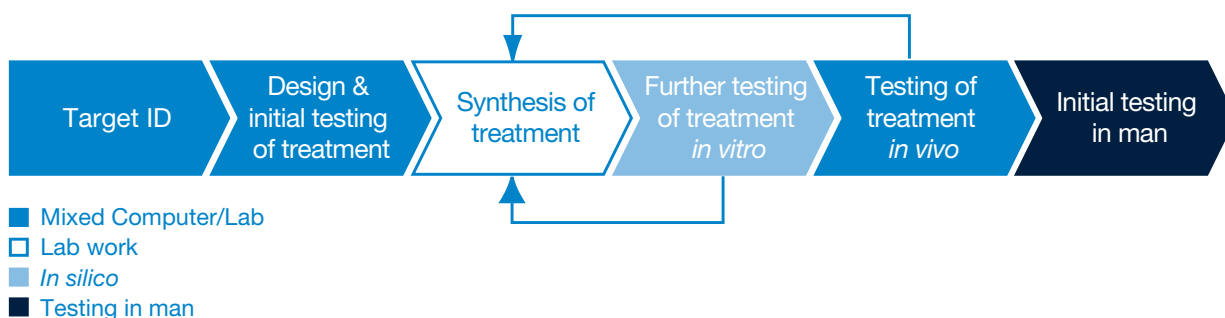 Target ID
Design &
initial testing
of treatment
Synthesis of
treatment
Further testing
of treatment
in vitro
Testing of
treatment
in vivo
Initial testing
in man
Mixed Computer/Lab
Lab work
In silico
Testing in man